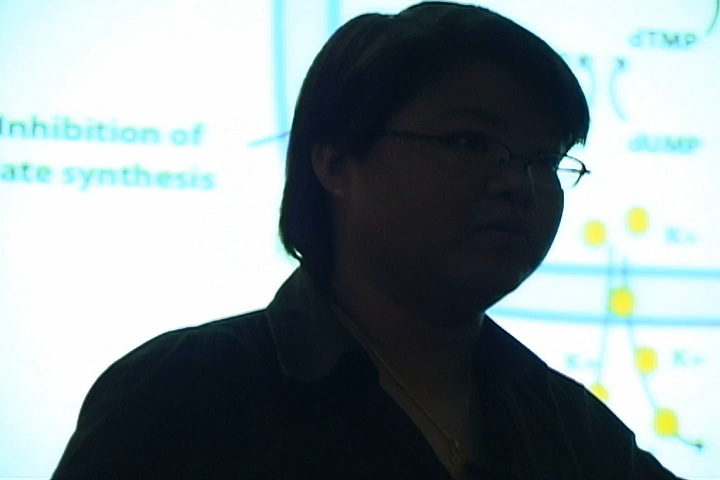 Inhibition of
ate synthesis
dTMP
dUMP
K+
K+
K+